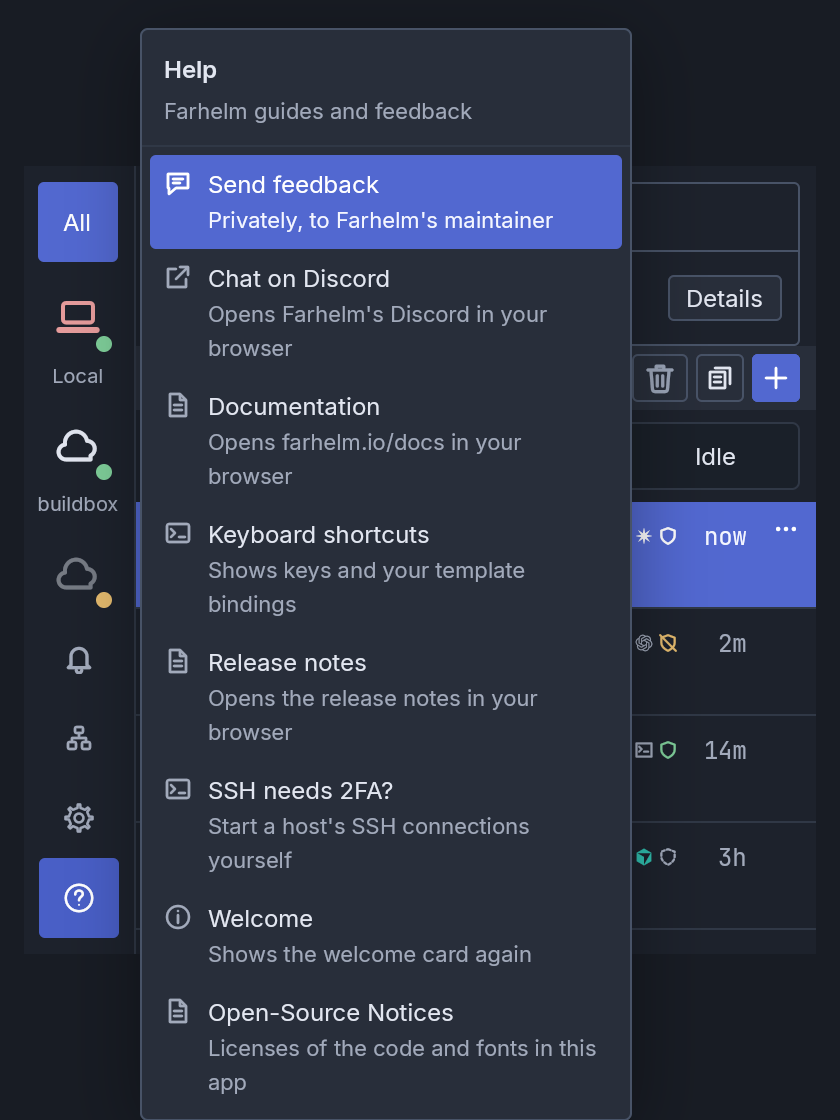 Help
Farhelm guides and feedback
All
Send feedback
Privately, to Farhelm's maintainer
Chat on Discord
Opens Farhelm's Discord in your
browser
Details
Local
Documentation
Opens farhelm.io/docs in your
browser
Idle
buildbox
Keyboard shortcuts
Shows keys and your template
bindings
now
Release notes
Opens the release notes in your
browser
2m
SSH needs 2FA?
Start a host's SSH connections
yourself
14m
Welcome
Shows the welcome card again
3h
Open-Source Notices
Licenses of the code and fonts in this
app